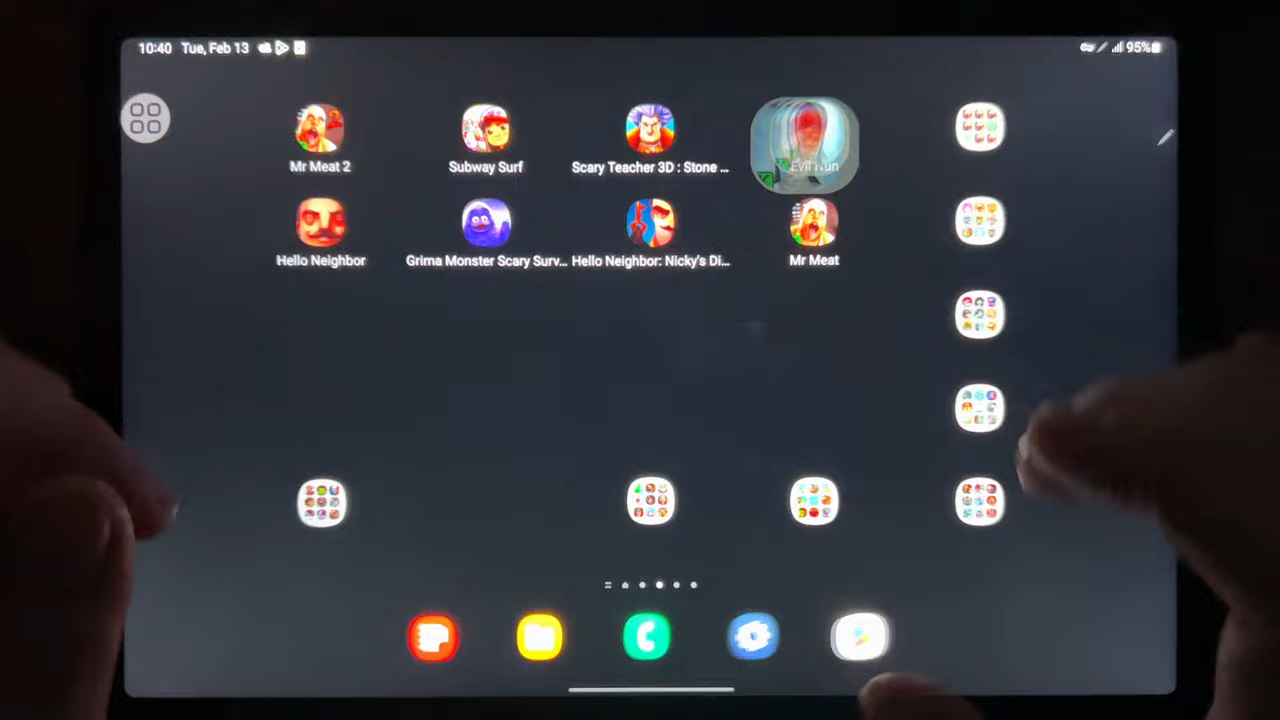 10:40 Tue, Feb 13
95%
Mr Meat 2
Subway Surf
Scary Teacher 3D : Stone ...
Evil Nun
Hello Neighbor
Grima Monster Scary Surv...
Hello Neighbor: Nicky's Di...
Mr Meat